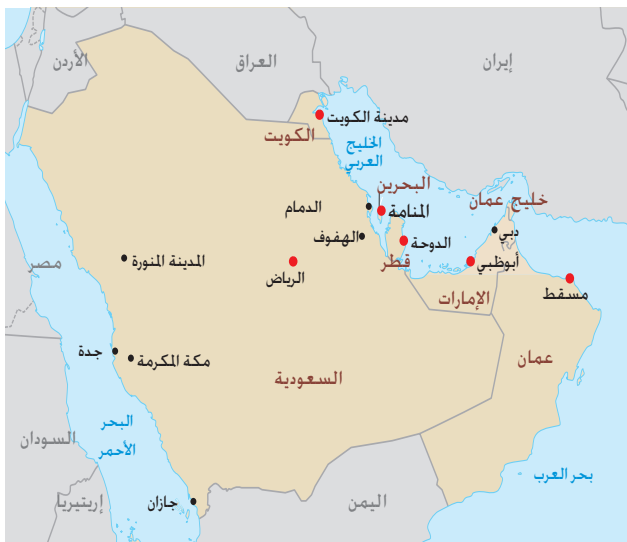 إيران
العراق
الأردن
مدينة الكويت
الكويت
الخليج
العربي
البحرين
خليج عمان
المنامة
الدمام
دبي
الدوحة
الهفوف
أبوظبي
قطر
المدينة المنورة
مصر
الرياض
مسقط
الإمارات
جدة
مكة المكرمة
عمان
السعودية
البحر
الأحمر
السودان
بحر العرب
جازان
اليمن
إريتيريا